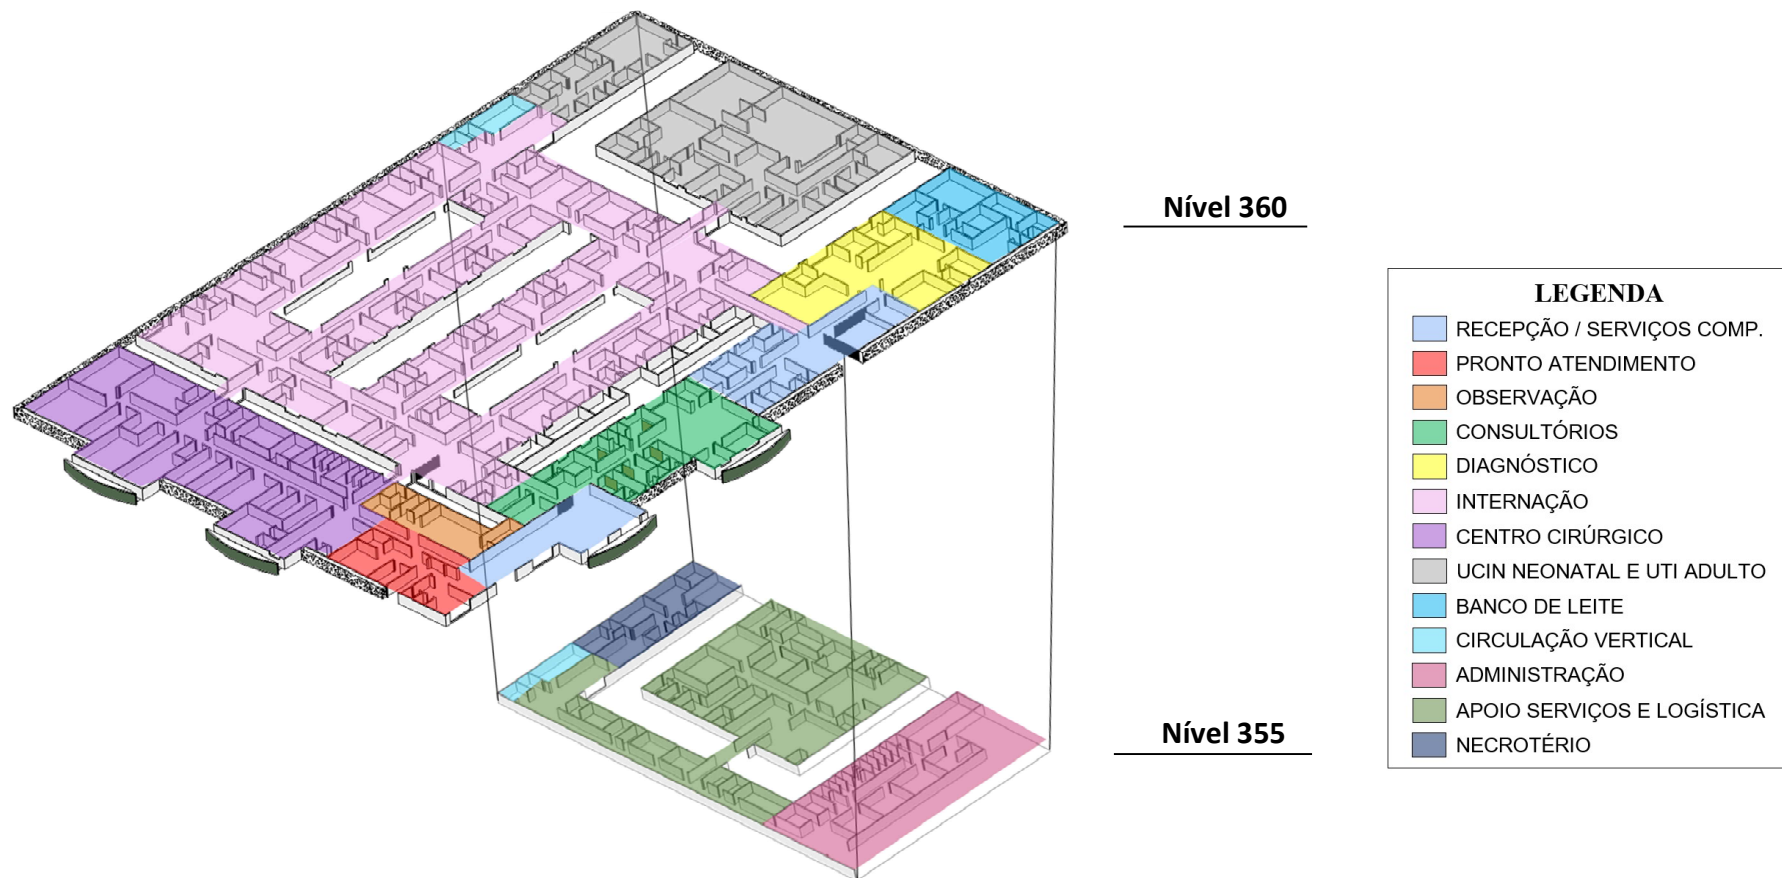 Nível 360
LEGENDA
RECEPÇÃO / SERVIÇOS COMP.
PRONTO ATENDIMENTO
OBSERVAÇÃO
CONSULTÓRIOS
DIAGNÓSTICO
INTERNAÇÃO
CENTRO CIRÚRGICO
UCIN NEONATAL E UTI ADULTO
BANCO DE LEITE
CIRCULAÇÃO VERTICAL
ADMINISTRAÇÃO
APOIO SERVIÇOS E LOGÍSTICA
NECROTÉRIO
Nível 355